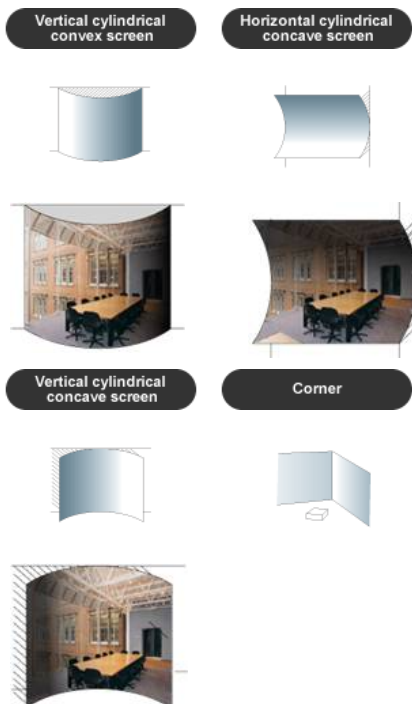 Vertical cylindrical
convex screen
Horizontal cylindrical
concave screen
Vertical cylindrical
concave screen
Corner